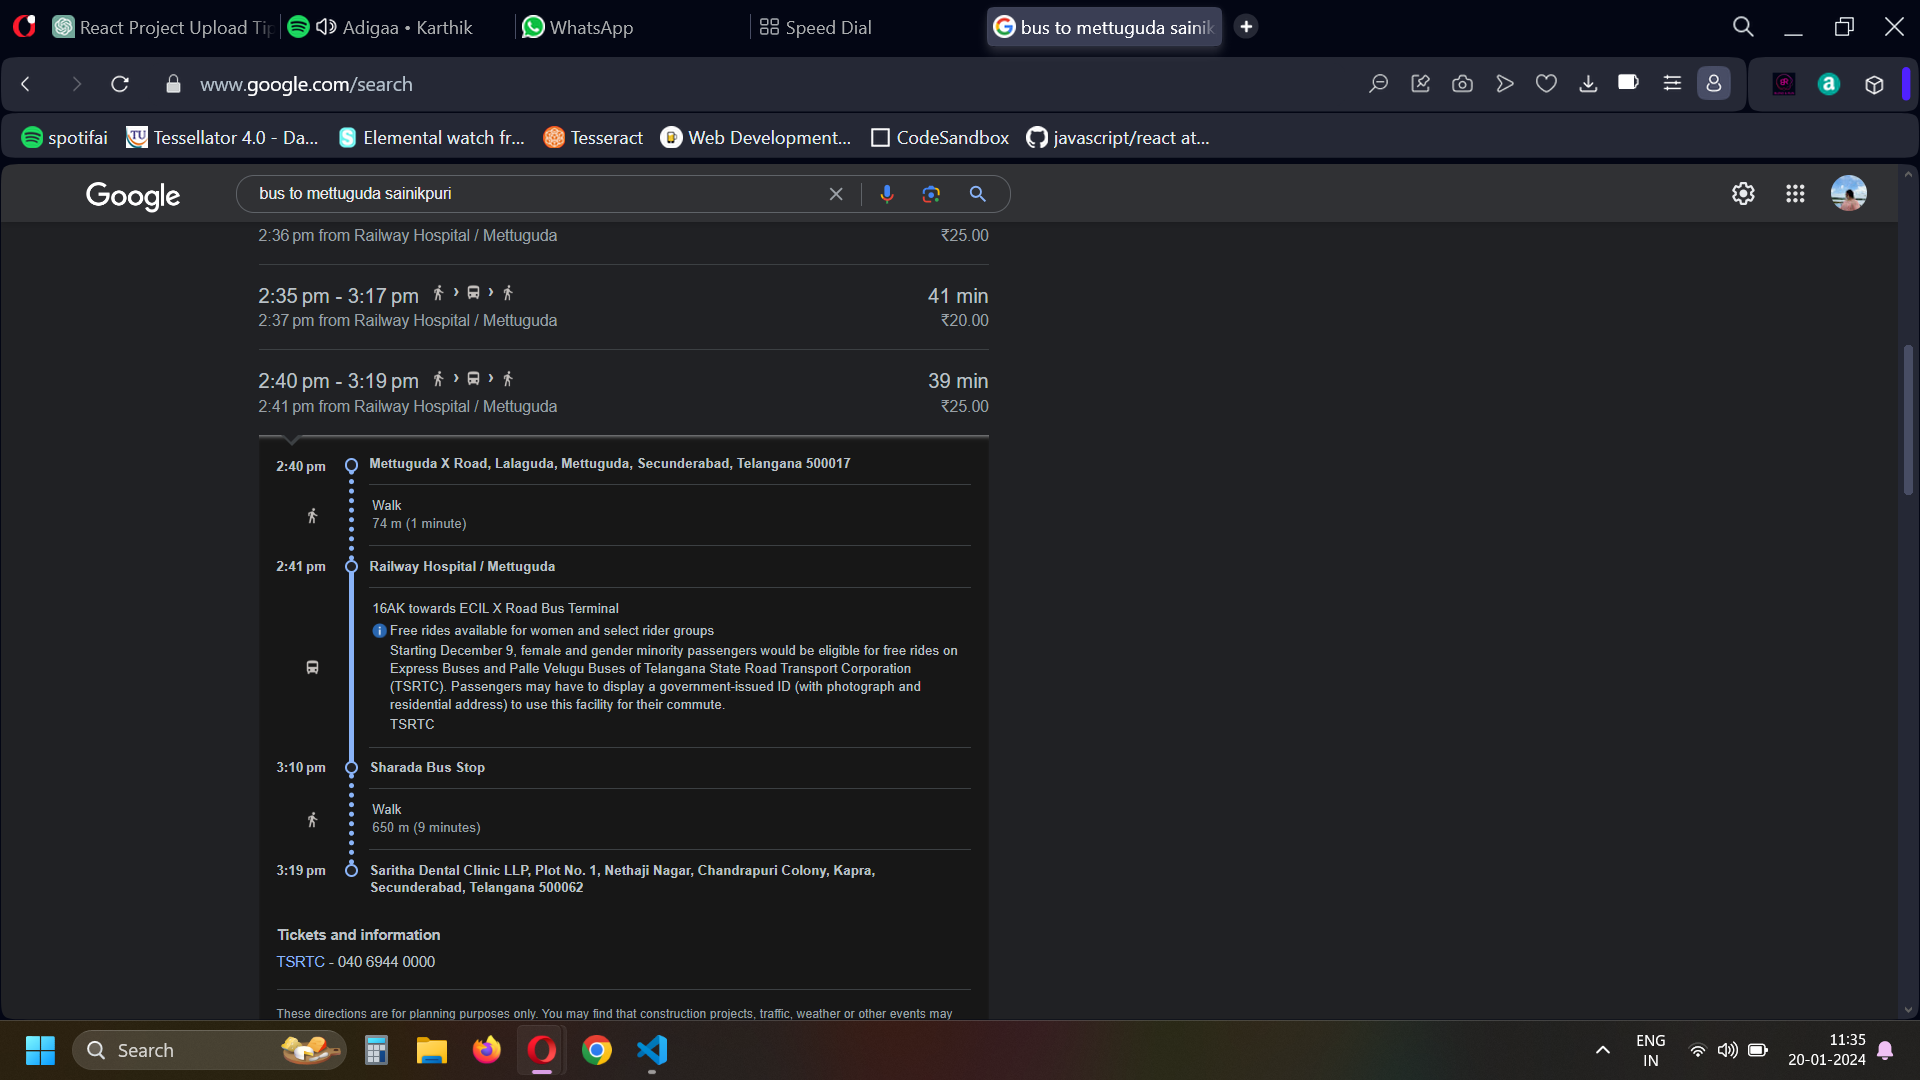 React Project Upload Tip
Adigaa • Karthik
WhatsApp
Speed Dial
bus to mettuguda sainik
www.google.com/search
spotifai
Tessellator 4.0 - Da...
Elemental watch fr...
Tesseract
Web Development...
CodeSandbox
javascript/react at...
Google
bus to mettuguda sainikpuri
2:36 pm from Railway Hospital / Mettuguda ₹25.00
2:35 pm - 3:17 pm 41 min
2:37 pm from Railway Hospital / Mettuguda ₹20.00
2:40 pm - 3:19 pm 39 min
2:41 pm from Railway Hospital / Mettuguda ₹25.00
2:40 pm Mettuguda X Road, Lalaguda, Mettuguda, Secunderabad, Telangana 500017
Walk
74 m (1 minute)
2:41 pm Railway Hospital / Mettuguda
16AK towards ECIL X Road Bus Terminal
Free rides available for women and select rider groups
Starting December 9, female and gender minority passengers would be eligible for free rides on
Express Buses and Palle Velugu Buses of Telangana State Road Transport Corporation
(TSRTC). Passengers may have to display a government-issued ID (with photograph and
residential address) to use this facility for their commute.
TSRTC
3:10 pm Sharada Bus Stop
Walk
650 m (9 minutes)
3:19 pm Saritha Dental Clinic LLP, Plot No. 1, Nethaji Nagar, Chandrapuri Colony, Kapra,
Secunderabad, Telangana 500062
Tickets and information
TSRTC - 040 6944 0000
These directions are for planning purposes only. You may find that construction projects, traffic, weather or other events may
Search
ENG
IN
11:35
20-01-2024